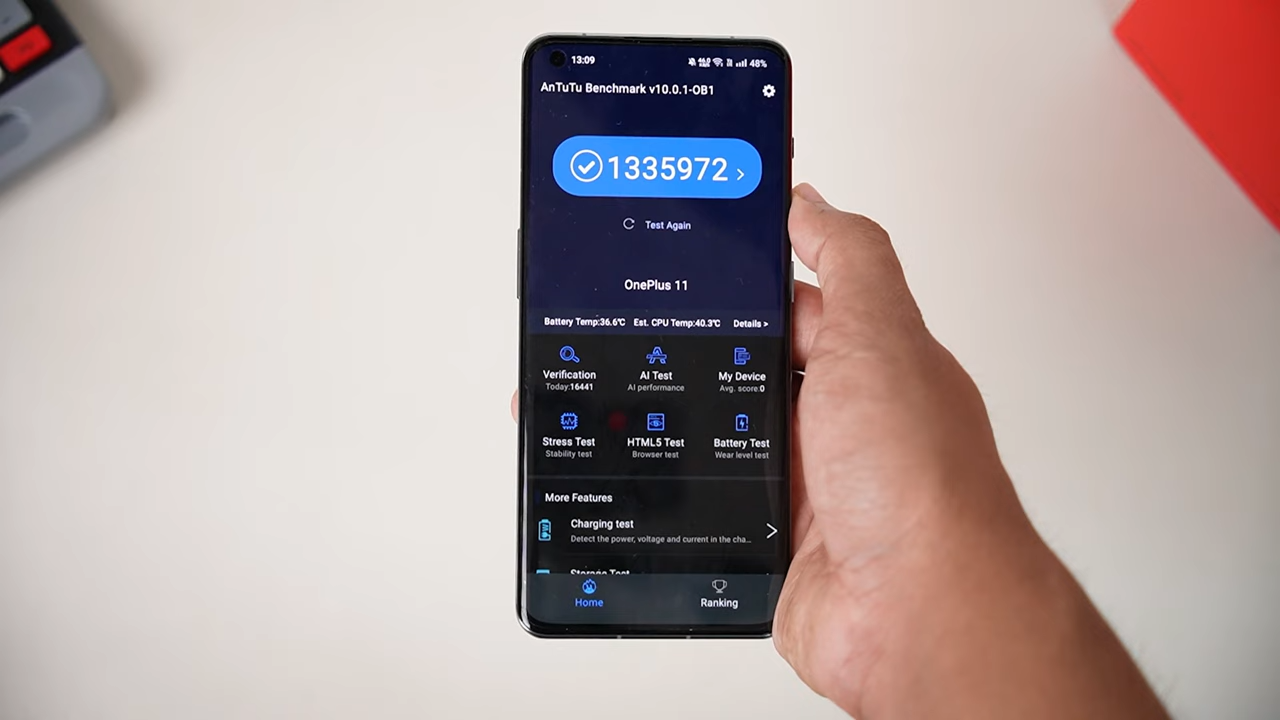 13:09 48%
AnTuTu Benchmark v10.0.1-OB1
1335972 >
Test Again
OnePlus 11
Battery Temp:36.6℃ Est. CPU Temp:40.3℃ Details >
Verification AI Test My Device
Today:16441 AI performance Avg. score:0
Stress Test HTML5 Test Battery Test
Stability test Browser test Wear level test
More Features
Charging test
Detect the power, voltage and current in the cha...
Storage Test
Home Ranking